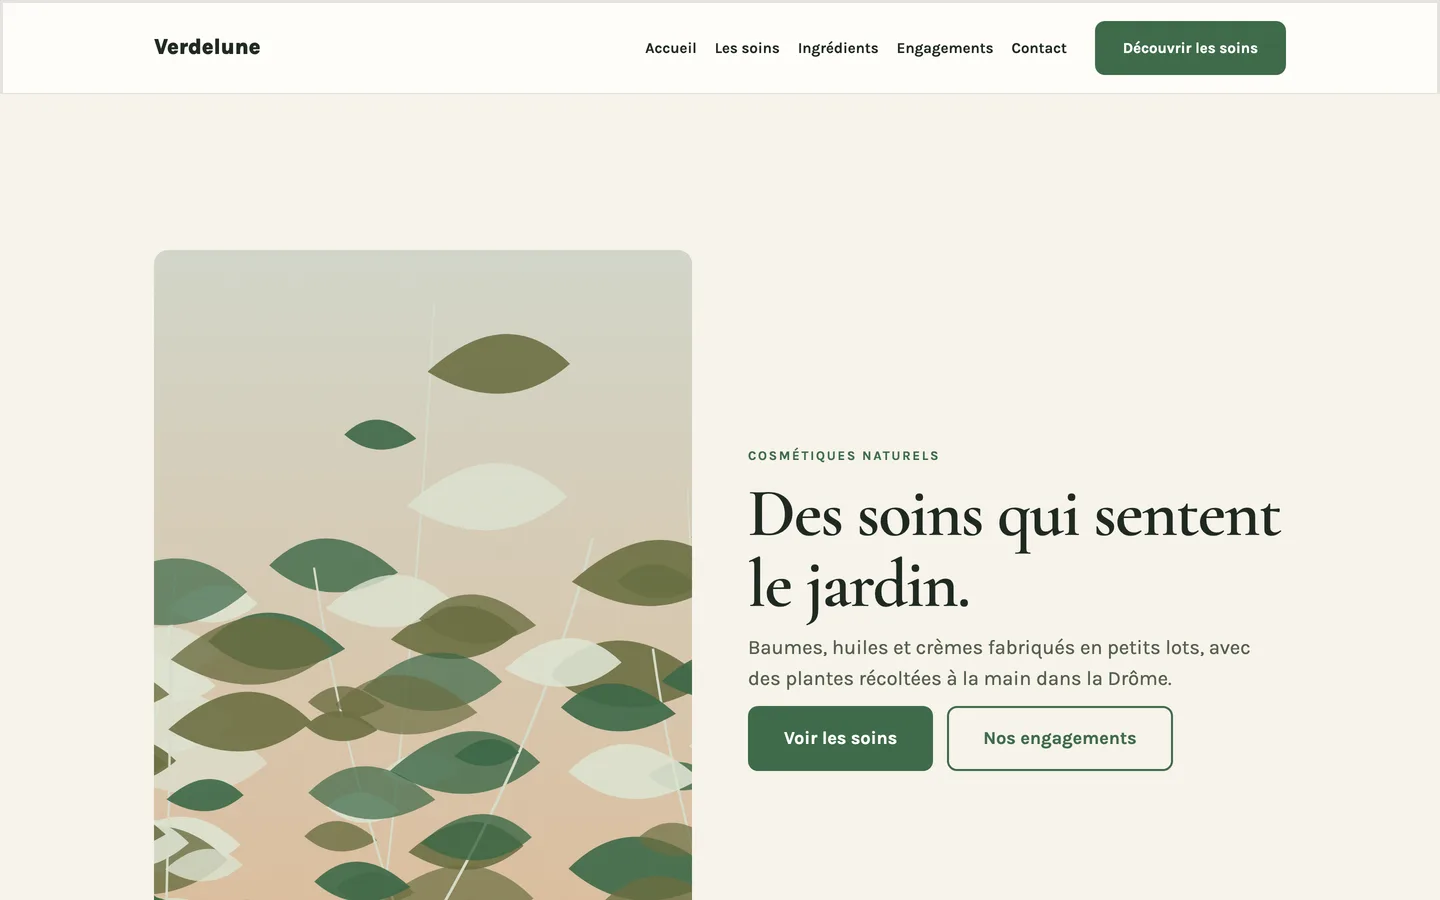 Verdelune
Accueil Les soins Ingrédients Engagements Contact Découvrir les soins
COSMÉTIQUES NATURELS
Des soins qui sentent
le jardin.
Baumes, huiles et crèmes fabriqués en petits lots, avec
des plantes récoltées à la main dans la Drôme.
Voir les soins Nos engagements